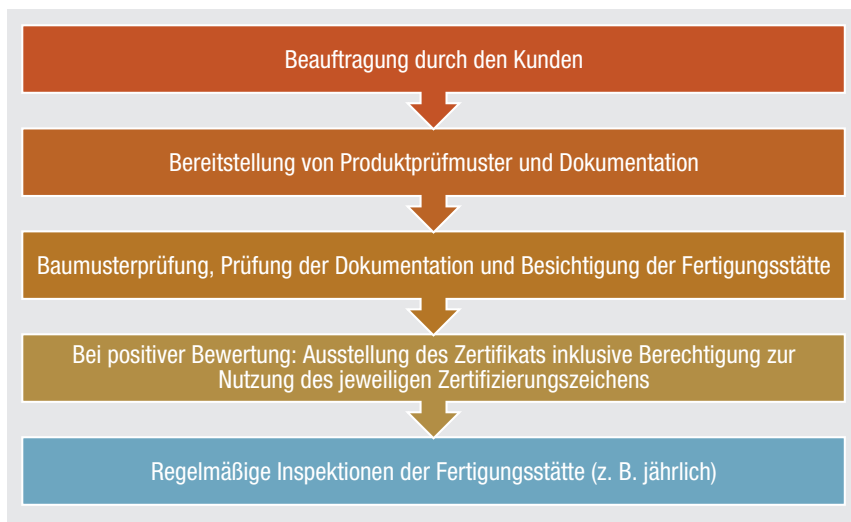 Beauftragung durch den Kunden
Bereitstellung von Produktprüfmuster und Dokumentation
Baumusterprüfung, Prüfung der Dokumentation und Besichtigung der Fertigungsstätte
Bei positiver Bewertung: Ausstellung des Zertifikats inklusive Berechtigung zur
Nutzung des jeweiligen Zertifizierungszeichens
Regelmäßige Inspektionen der Fertigungsstätte (z. B. jährlich)